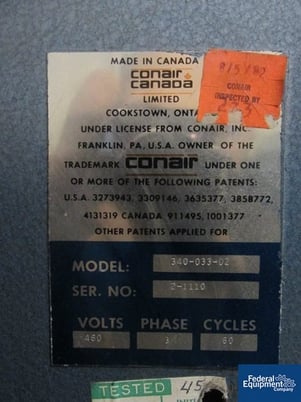 MADE IN CANADA
conair
canada
LIMITED
COOKSTOWN, ONTA
UNDER LICENSE FROM CONAIR, INC.
FRANKLIN, PA, U.S.A. OWNER OF THE
TRADEMARK conair UNDER ONE
OR MORE OF THE FOLLOWING PATENTS:
U.S.A. 3273943, 3309146, 3635377, 3858772,
4131319 CANADA 911495, 1001377
OTHER PATENTS APPLIED FOR
MODEL: 340-033-02
SER. NO: 2-1110
VOLTS PHASE CYCLES
460 3 60
CONAIR
INSPECTED BY
TESTED 45
Federal
Equipment
Company